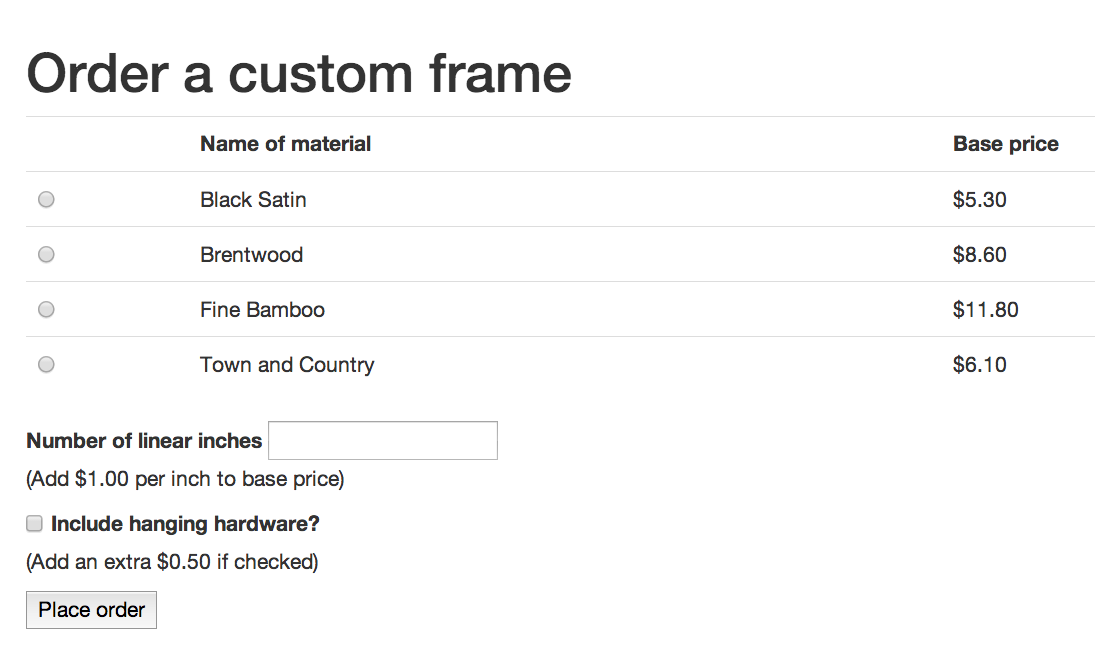 Order a custom frame
Name of material Base price
Black Satin $5.30
Brentwood $8.60
Fine Bamboo $11.80
Town and Country $6.10
Number of linear inches
(Add $1.00 per inch to base price)
Include hanging hardware?
(Add an extra $0.50 if checked)
Place order